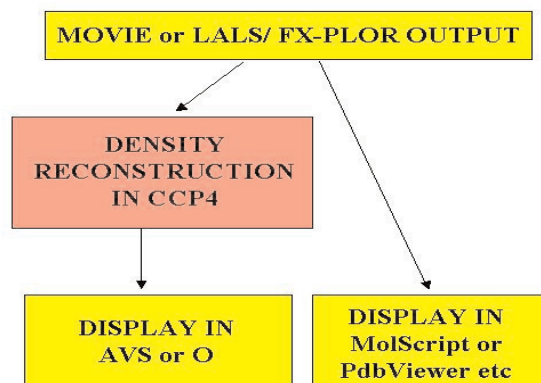 MOVIE or LALS/ FX-PLOR OUTPUT
DENSITY
RECONSTRUCTION
IN CCP4
DISPLAY IN
AVS or O
DISPLAY IN
MolScript or
PdbViewer etc